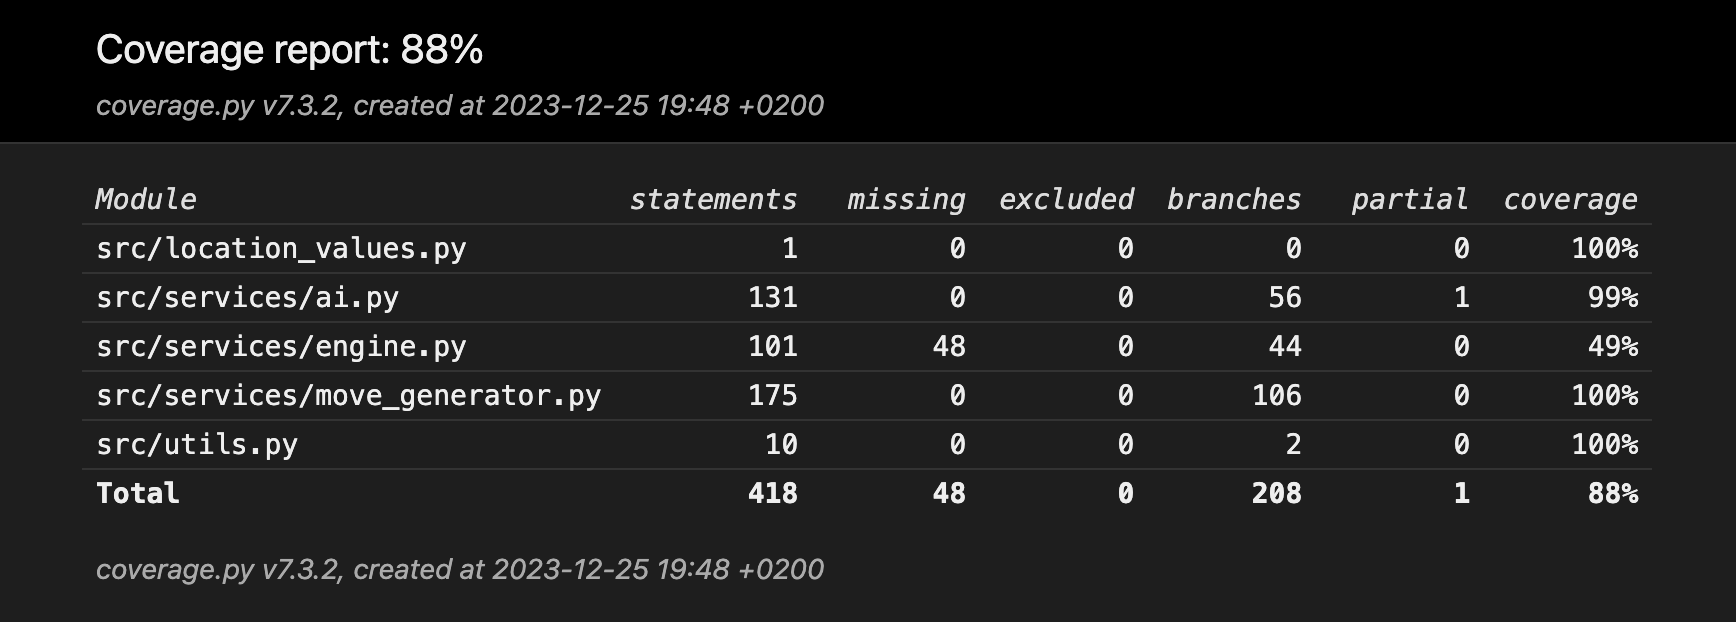 Coverage report: 88%
coverage.py v7.3.2, created at 2023-12-25 19:48 +0200
Module statements missing excluded branches partial coverage
src/location_values.py 1 0 0 0 0 100%
src/services/ai.py 131 0 0 56 1 99%
src/services/engine.py 101 48 0 44 0 49%
src/services/move_generator.py 175 0 0 106 0 100%
src/utils.py 10 0 0 2 0 100%
Total 418 48 0 208 1 88%
coverage.py v7.3.2, created at 2023-12-25 19:48 +0200